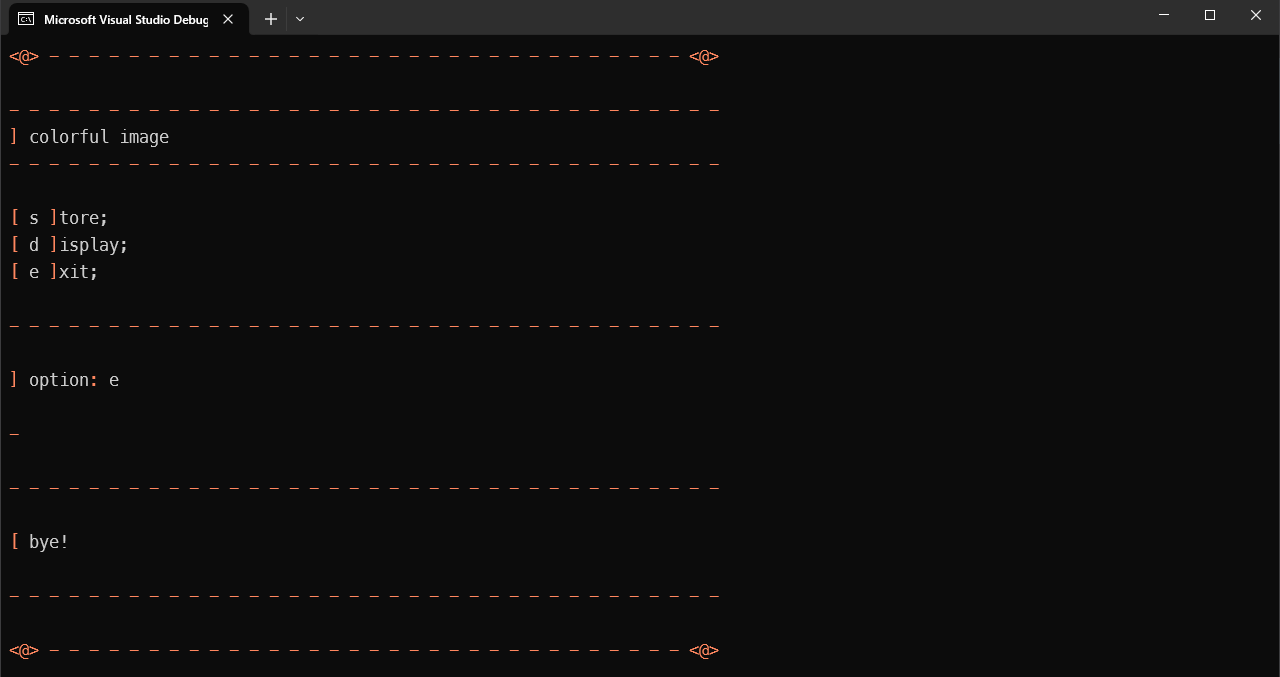 Microsoft Visual Studio Debug
<@> - - - - - - - - - - - - - - - - - - - - - - - - - - - - - - - - <@>
- - - - - - - - - - - - - - - - - - - - - - - - - - - - - - - - - - - -
] colorful image
- - - - - - - - - - - - - - - - - - - - - - - - - - - - - - - - - - - -
[ s ]tore;
[ d ]isplay;
[ e ]xit;
- - - - - - - - - - - - - - - - - - - - - - - - - - - - - - - - - - - -
] option: e
-
- - - - - - - - - - - - - - - - - - - - - - - - - - - - - - - - - - - -
[ bye!
- - - - - - - - - - - - - - - - - - - - - - - - - - - - - - - - - - - -
<@> - - - - - - - - - - - - - - - - - - - - - - - - - - - - - - - - <@>